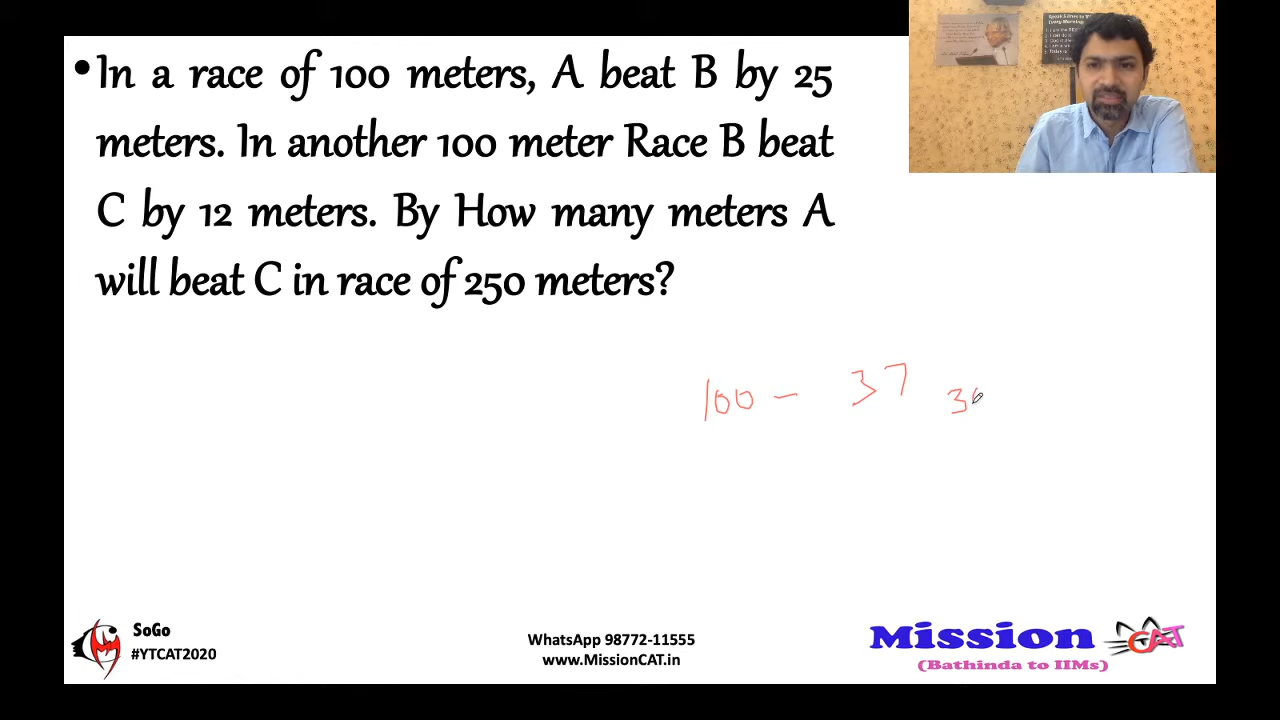 •In a race of 100 meters, A beat B by 25
meters. In another 100 meter Race B beat
C by 12 meters. By How many meters A
will beat C in race of 250 meters?
100 - 37
SoGo
#YTCAT2020
WhatsApp 98772-11555
www.MissionCAT.in
Mission
CAT
(Bathinda to IIMs)